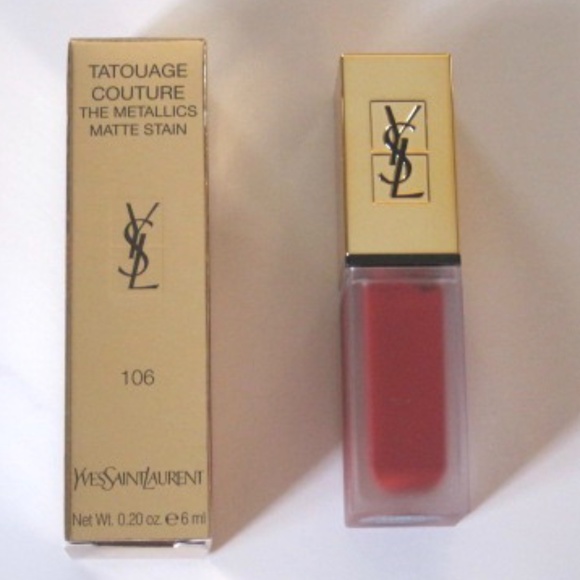 TATOUAGE
COUTURE
THE METALLICS
MATTE STAIN
YSL
106
YVESSAINTLAURENT
Net Wt. 0.20 oz. ℮ 6 ml
YSL